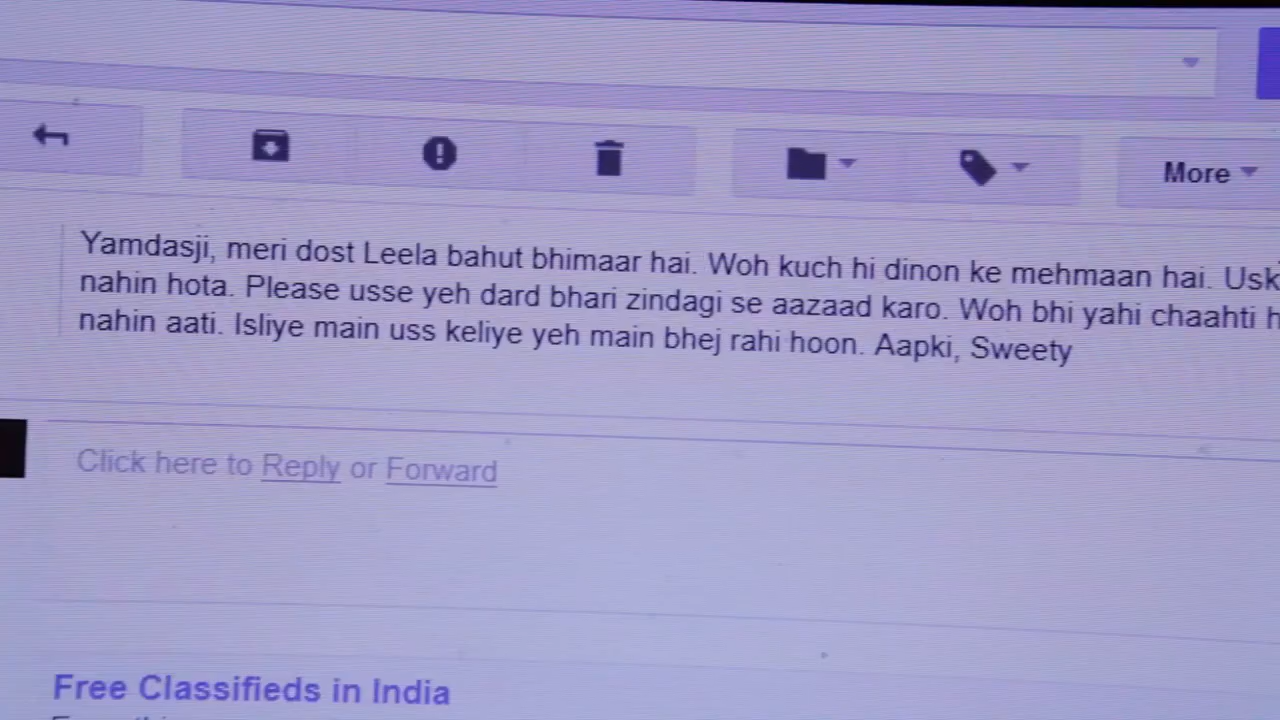 More
Yamdasji, meri dost Leela bahut bhimaar hai. Woh kuch hi dinon ke mehmaan hai.
nahin hota. Please usse yeh dard bhari zindagi se aazaad karo. Woh bhi yahi chaahti
nahin aati. Isliye main uss keliye yeh main bhej rahi hoon. Aapki, Sweety
Click here to Reply or Forward
Free Classifieds in India